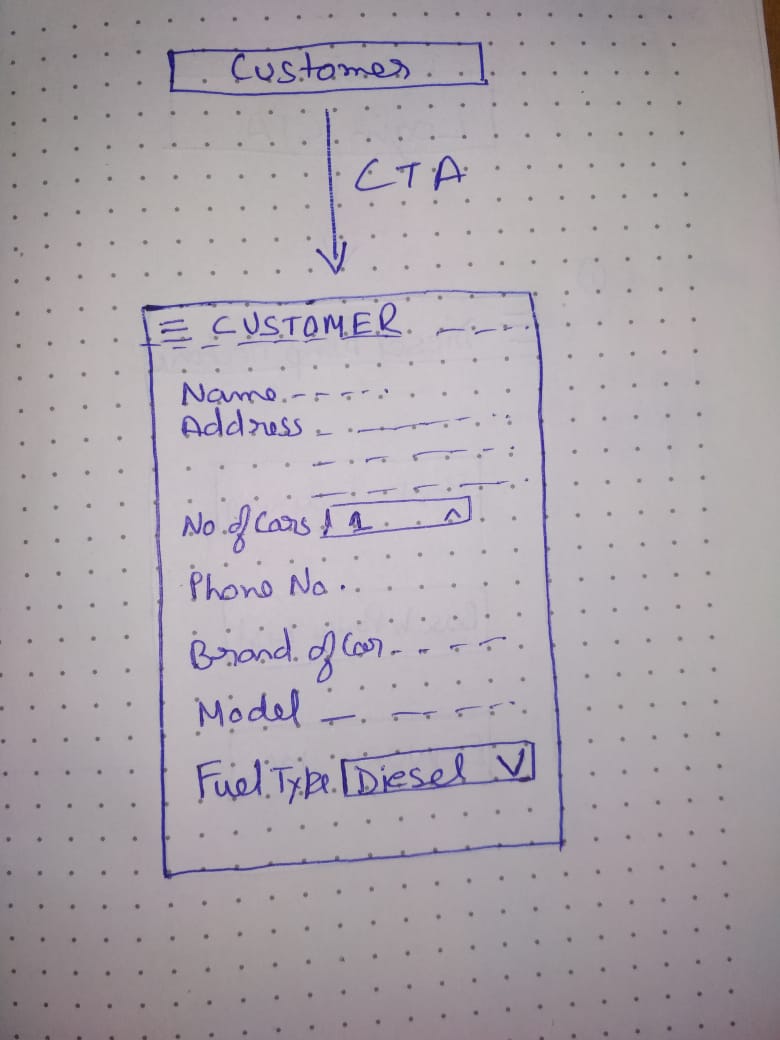 Customer
CTA
CUSTOMER
Name
Address
No. of Cars 1
Phone No.
Brand of Car
Model
Fuel Type Diesel